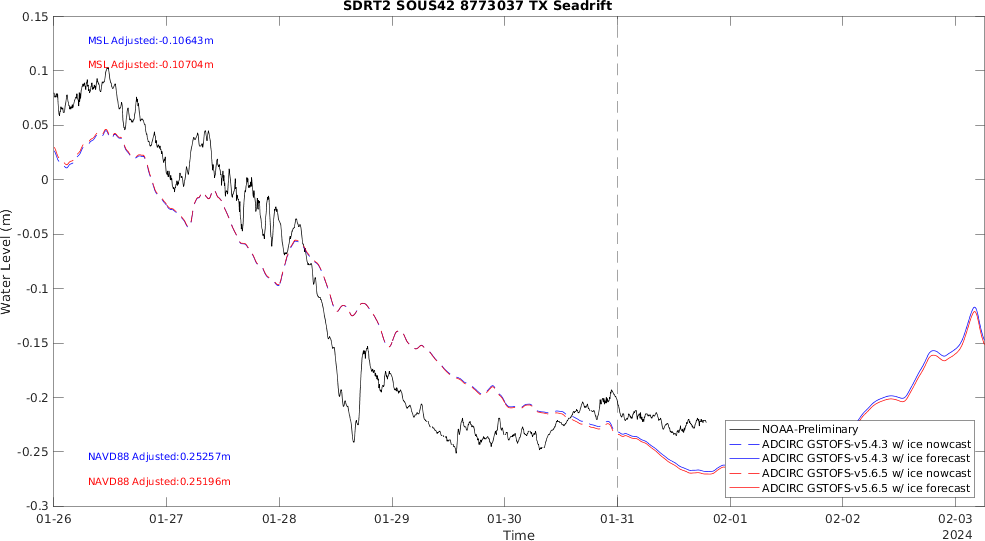 SDRT2 SOUS42 8773037 TX Seadrift
0.15
MSL Adjusted:-0.10643m
MSL Adjusted:-0.10704m
0.1
0.05
0
-0.05
-0.1
-0.15
-0.2
-0.25
-0.3
Water Level (m)
NAVD88 Adjusted:0.25257m
NAVD88 Adjusted:0.25196m
NOAA-Preliminary
ADCIRC GSTOFS-v5.4.3 w/ ice nowcast
ADCIRC GSTOFS-v5.4.3 w/ ice forecast
ADCIRC GSTOFS-v5.6.5 w/ ice nowcast
ADCIRC GSTOFS-v5.6.5 w/ ice forecast
01-26 01-27 01-28 01-29 01-30 01-31 02-01 02-02 02-03
Time
2024